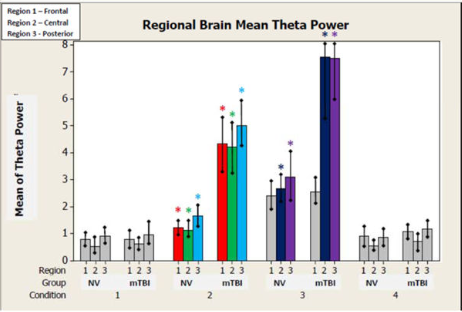 Region 1 – Frontal
Region 2 – Central
Region 3 - Posterior
Regional Brain Mean Theta Power
Mean of Theta Power
8
7
6
5
4
3
2
1
0
* * * * * * * * * *
Region 1 2 3 1 2 3 1 2 3 1 2 3 1 2 3 1 2 3 1 2 3 1 2 3
Group NV mTBI NV mTBI NV mTBI NV mTBI
Condition 1 2 3 4